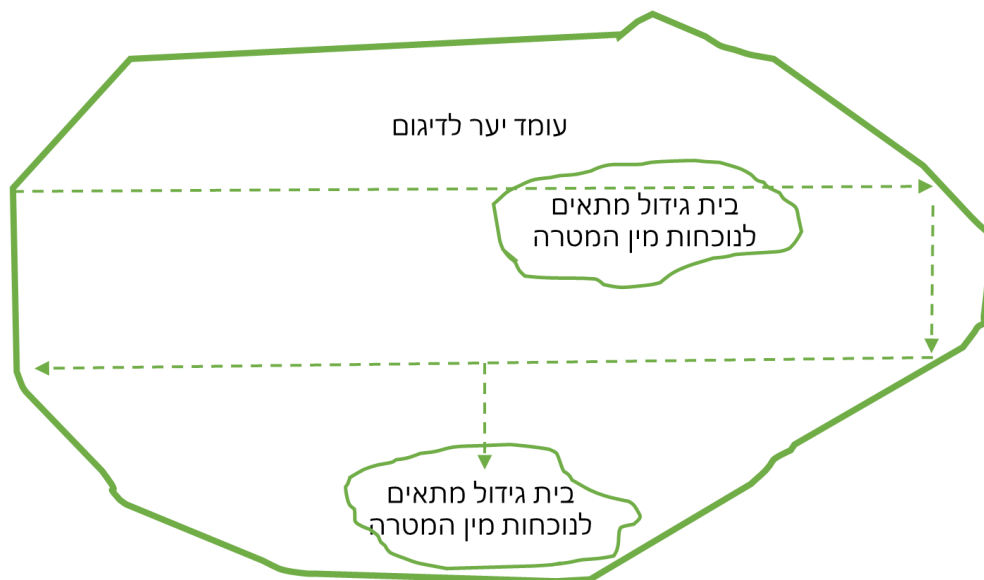 עומד יער לדיגום
בית גידול מתאים
לנוכחות מין המטרה
בית גידול מתאים
לנוכחות מין המטרה